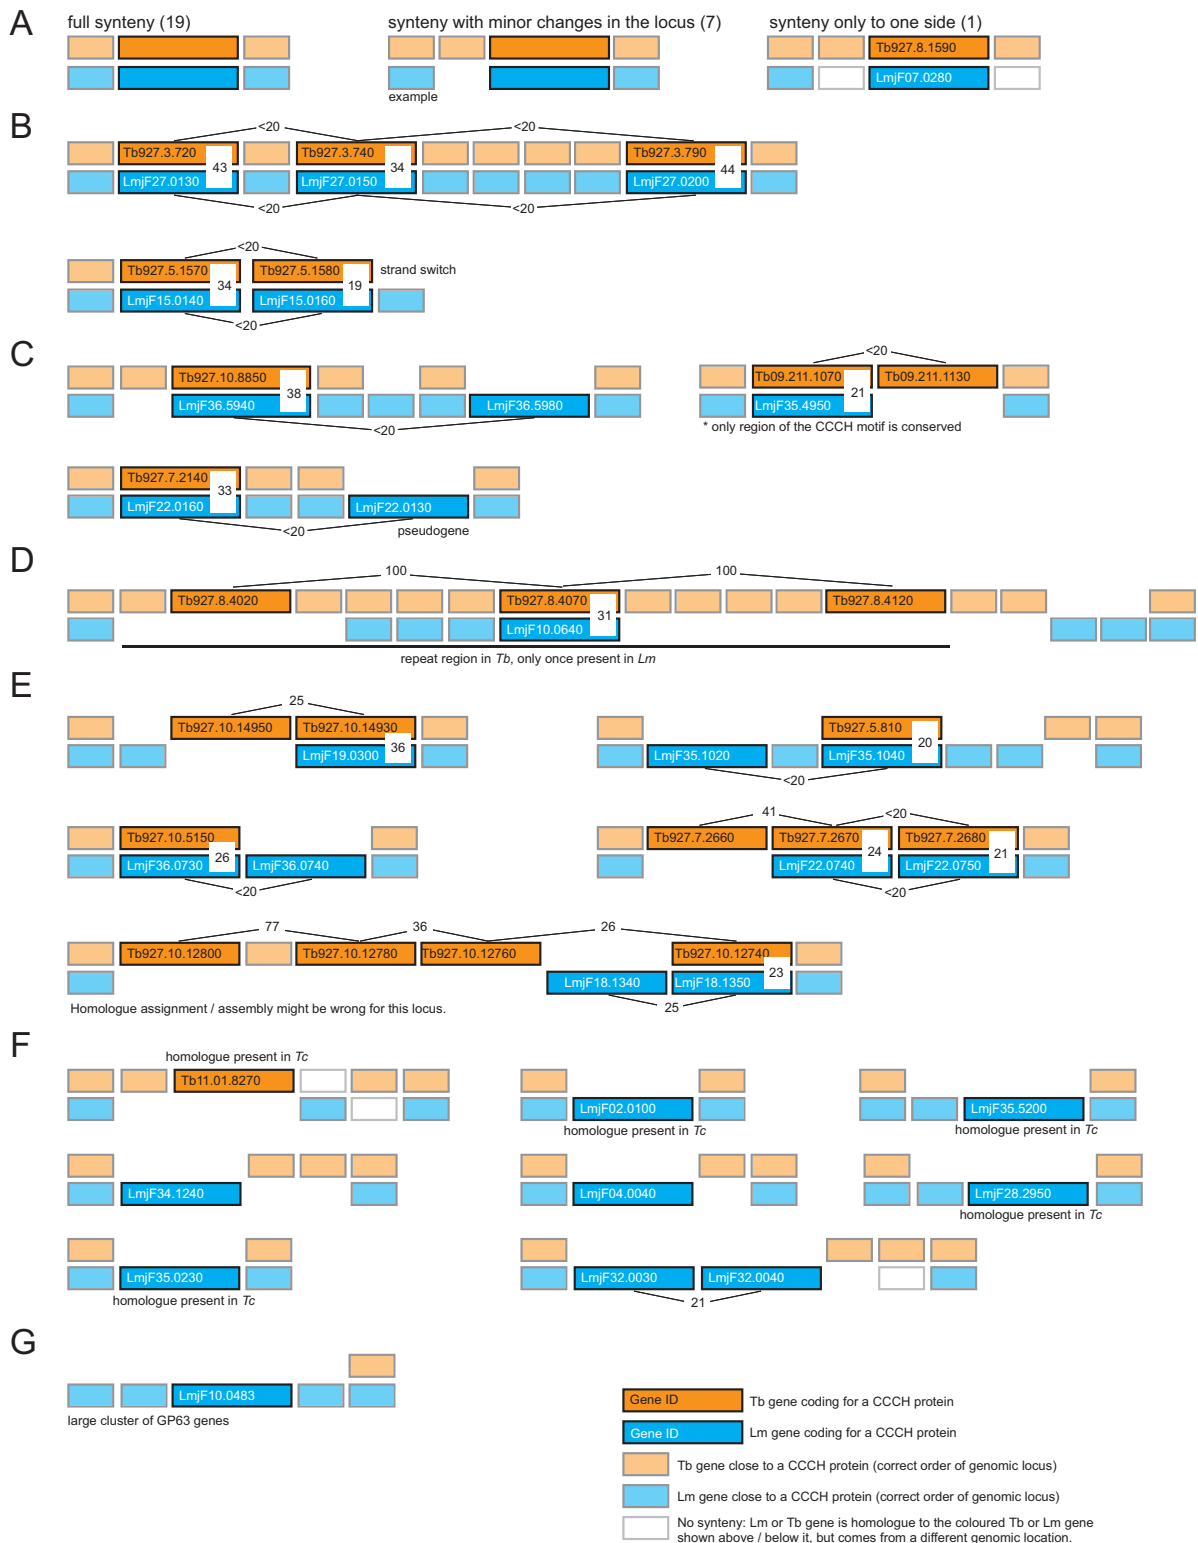 A
full synteny (19)
synteny with minor changes in the locus (7)
synteny only to one side (1)
Tb927.8.1590
LmjF07.0280
example
B
<20
<20
Tb927.3.720
Tb927.3.740
Tb927.3.790
43
34
44
LmjF27.0130
LmjF27.0150
LmjF27.0200
<20
<20
<20
Tb927.5.1570
Tb927.5.1580
strand switch
34
19
LmjF15.0140
LmjF15.0160
<20
C
Tb927.10.8850
38
LmjF36.5940
LmjF36.5980
<20
<20
Tb09.211.1070
Tb09.211.1130
21
LmjF35.4950
* only region of the CCCH motif is conserved
Tb927.7.2140
33
LmjF22.0160
LmjF22.0130
<20
pseudogene
D
100
100
Tb927.8.4020
Tb927.8.4070
Tb927.8.4120
31
LmjF10.0640
repeat region in Tb, only once present in Lm
E
25
Tb927.10.14950
Tb927.10.14930
36
LmjF19.0300
Tb927.5.810
20
LmjF35.1020
LmjF35.1040
<20
Tb927.10.5150
26
LmjF36.0730
LmjF36.0740
<20
41
<20
Tb927.7.2660
Tb927.7.2670
Tb927.7.2680
24
21
LmjF22.0740
LmjF22.0750
<20
77
36
26
Tb927.10.12800
Tb927.10.12780
Tb927.10.12760
Tb927.10.12740
23
LmjF18.1340
LmjF18.1350
25
Homologue assignment / assembly might be wrong for this locus.
F
homologue present in Tc
Tb11.01.8270
LmjF02.0100
homologue present in Tc
LmjF35.5200
homologue present in Tc
LmjF34.1240
LmjF04.0040
LmjF28.2950
homologue present in Tc
LmjF35.0230
homologue present in Tc
LmjF32.0030
LmjF32.0040
21
G
LmjF10.0483
large cluster of GP63 genes
Gene ID
Tb gene coding for a CCCH protein
Gene ID
Lm gene coding for a CCCH protein
Tb gene close to a CCCH protein (correct order of genomic locus)
Lm gene close to a CCCH protein (correct order of genomic locus)
No synteny: Lm or Tb gene is homologue to the coloured Tb or Lm gene
shown above / below it, but comes from a different genomic location.